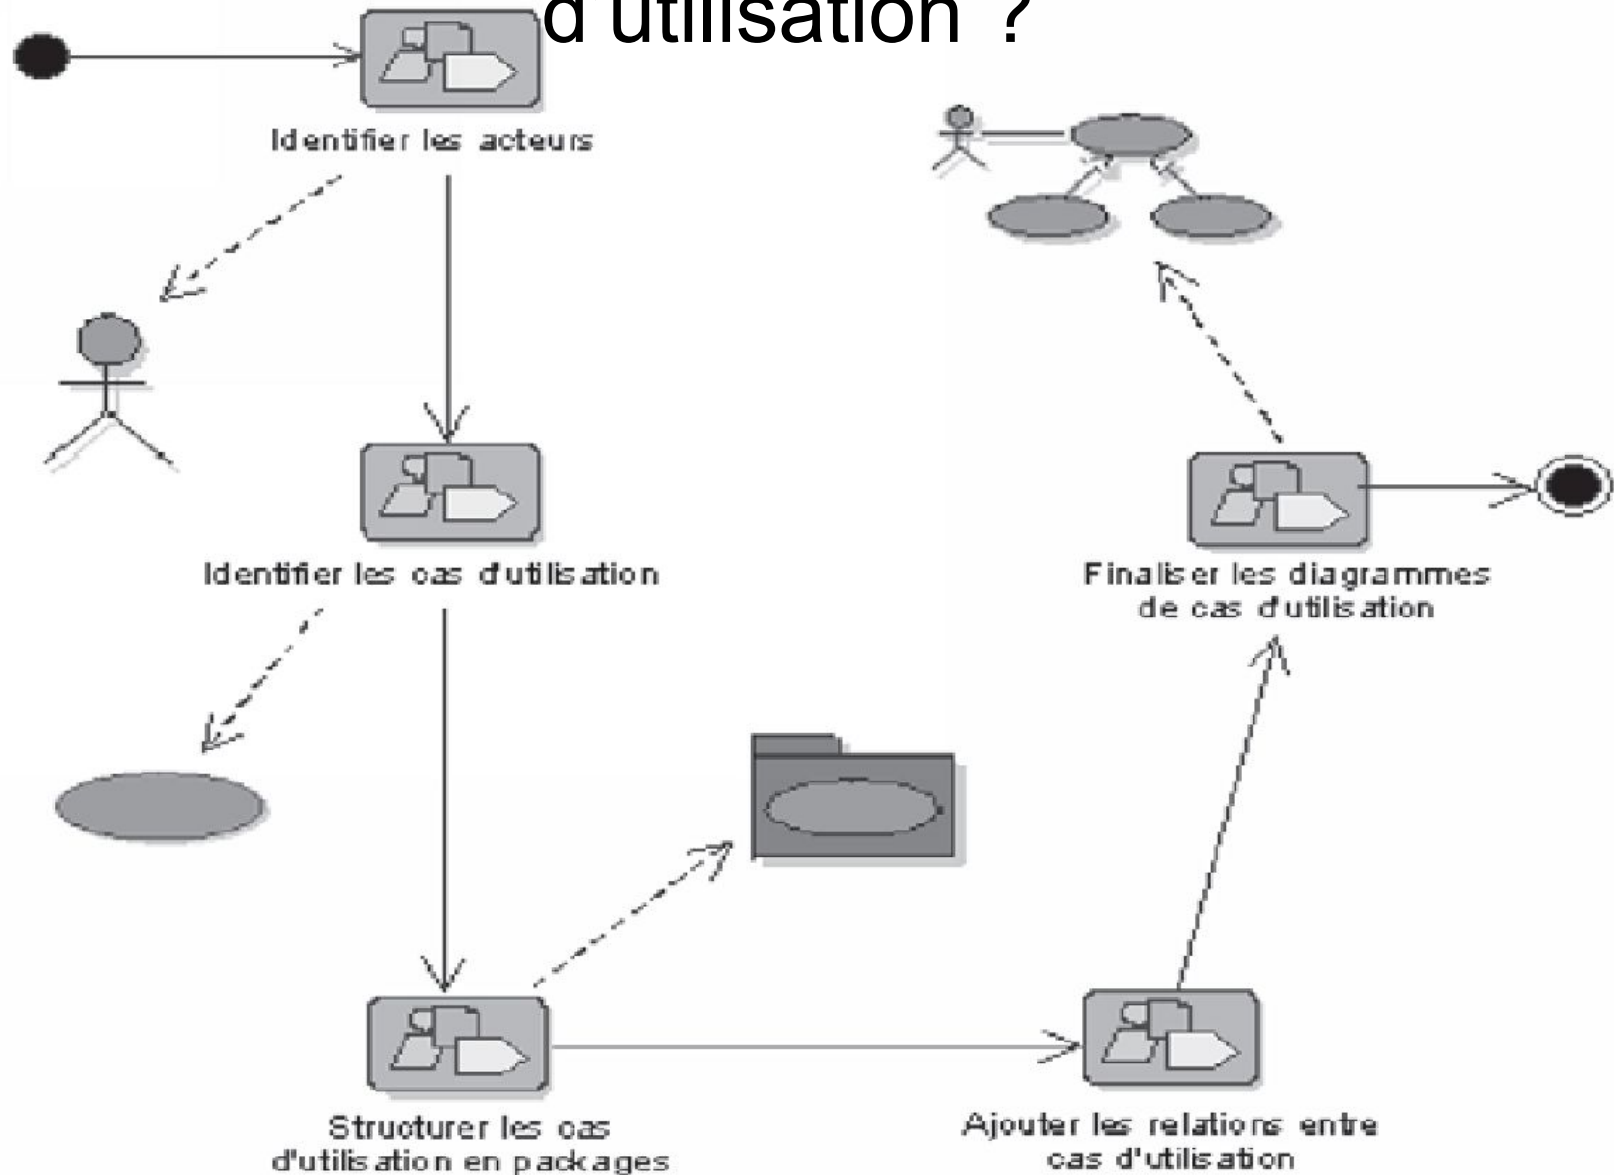 d'utilisation ?
Identifier les acteurs
Identifier les cas d'utilisation
Finaliser les diagrammes
de cas d'utilisation
Structurer les cas
d'utilisation en packages
Ajouter les relations entre
cas d'utilisation